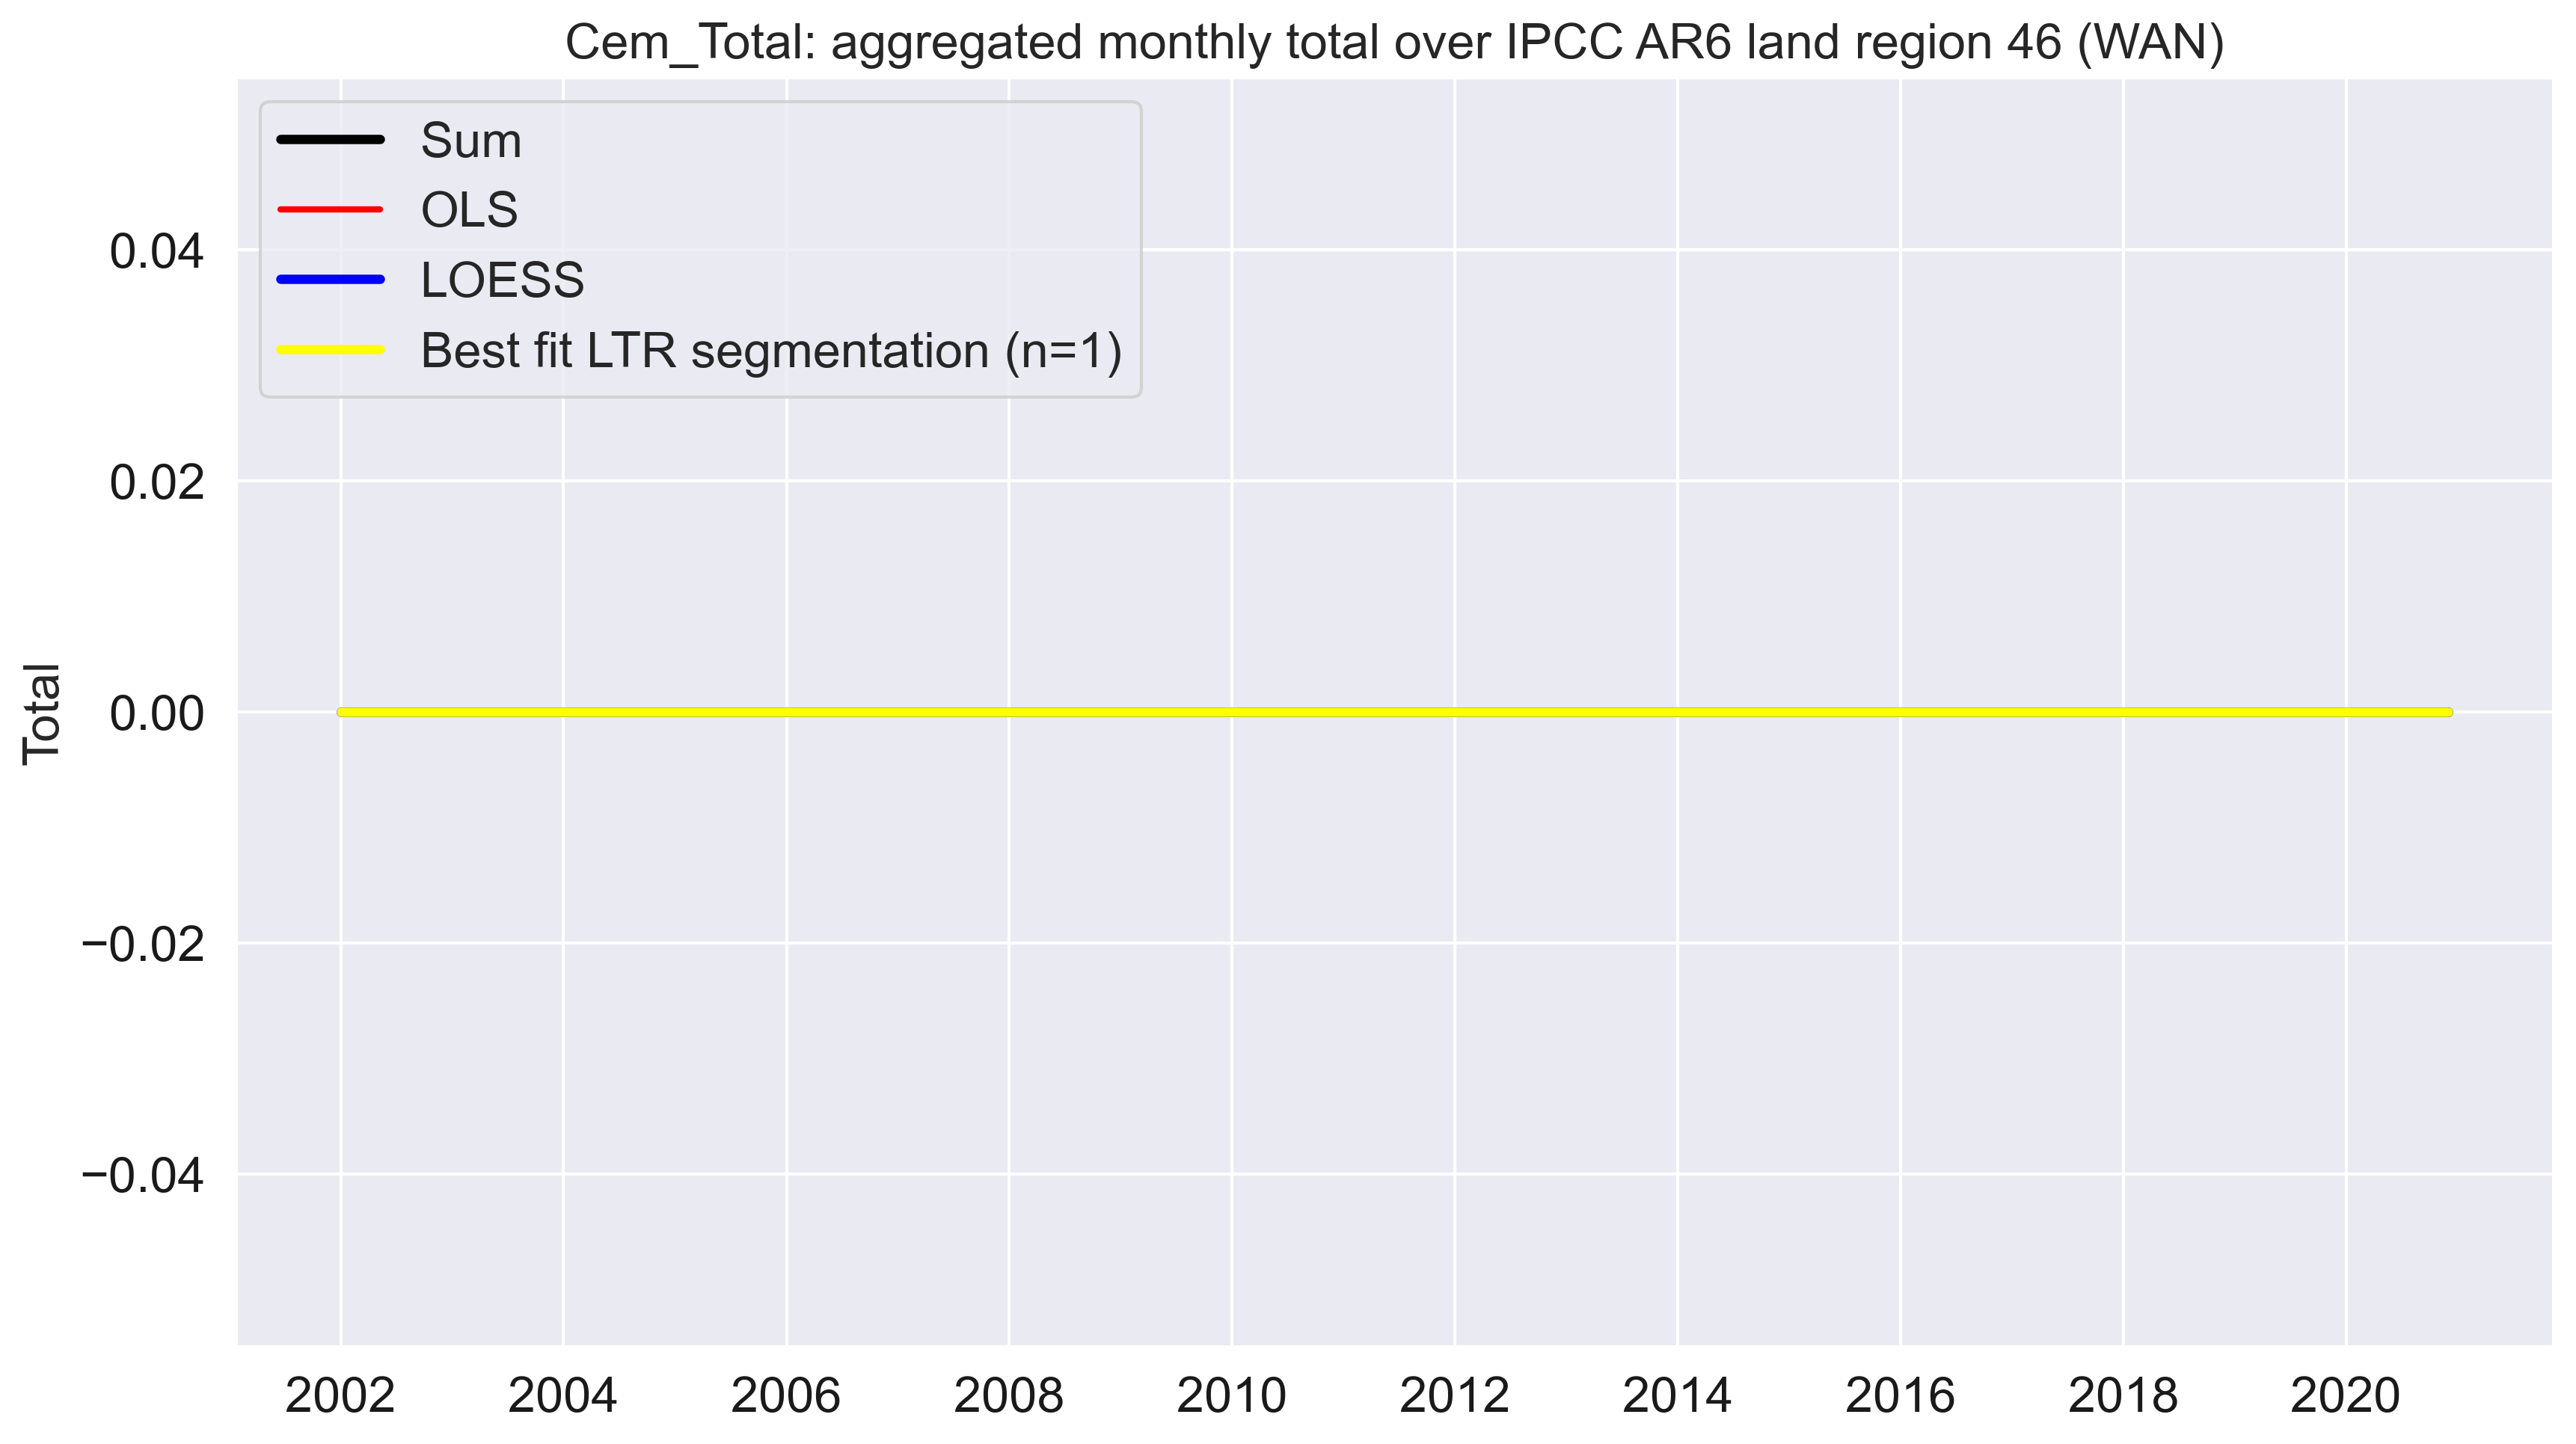 Cem_Total: aggregated monthly total over IPCC AR6 land region 46 (WAN)
Sum
OLS
LOESS
Best fit LTR segmentation (n=1)
Total
0.04
0.02
0.00
−0.02
−0.04
2002 2004 2006 2008 2010 2012 2014 2016 2018 2020